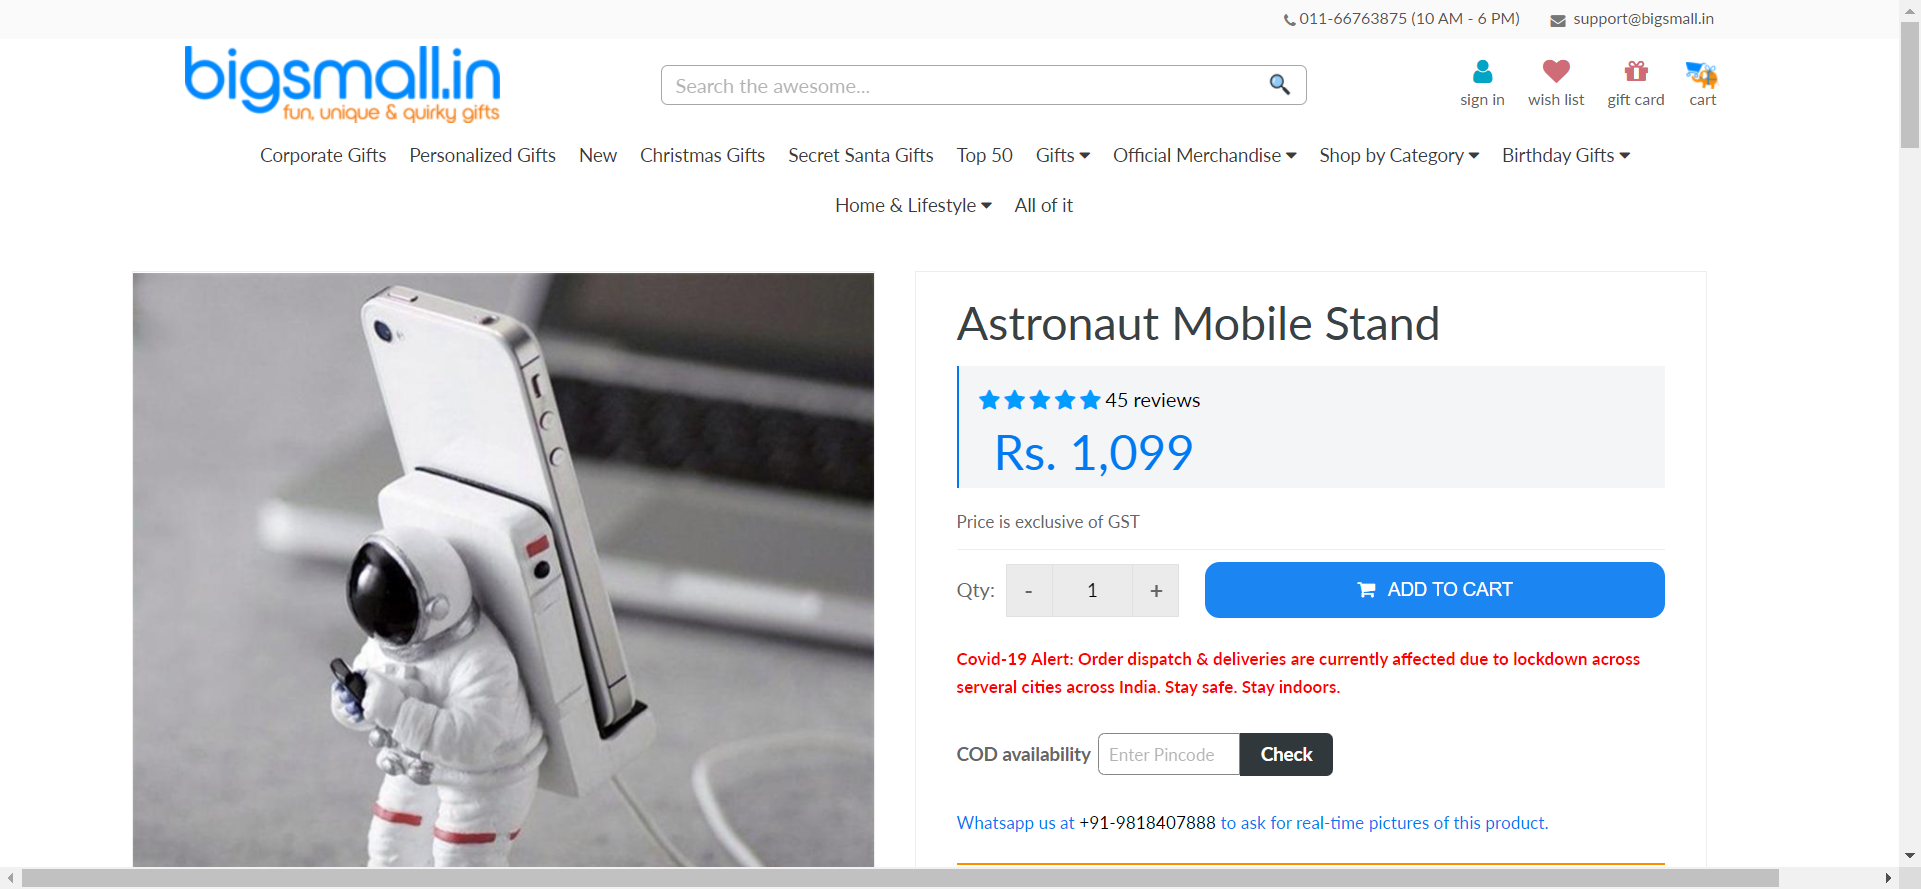 011-66763875 (10 AM - 6 PM) support@bigsmall.in
bigsmall.in
fun, unique & quirky gifts
Search the awesome...
sign in wish list gift card cart
Corporate Gifts Personalized Gifts New Christmas Gifts Secret Santa Gifts Top 50 Gifts Official Merchandise Shop by Category Birthday Gifts
Home & Lifestyle All of it
Astronaut Mobile Stand
45 reviews
Rs. 1,099
Price is exclusive of GST
Qty: - 1 + ADD TO CART
Covid-19 Alert: Order dispatch & deliveries are currently affected due to lockdown across
serveral cities across India. Stay safe. Stay indoors.
COD availability Enter Pincode Check
Whatsapp us at +91-9818407888 to ask for real-time pictures of this product.